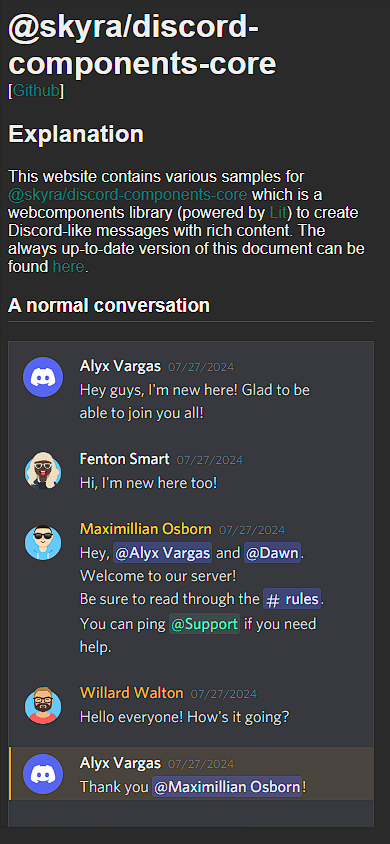 @skyra/discord-
components-core
[Github]
Explanation
This website contains various samples for
@skyra/discord-components-core which is a
webcomponents library (powered by Lit) to create
Discord-like messages with rich content. The
always up-to-date version of this document can be
found here.
A normal conversation
Alyx Vargas 07/27/2024
Hey guys, I'm new here! Glad to be
able to join you all!
Fenton Smart 07/27/2024
Hi, I'm new here too!
Maximillian Osborn 07/27/2024
Hey, @Alyx Vargas and @Dawn.
Welcome to our server!
Be sure to read through the # rules.
You can ping @Support if you need
help.
Willard Walton 07/27/2024
Hello everyone! How's it going?
Alyx Vargas 07/27/2024
Thank you @Maximillian Osborn!